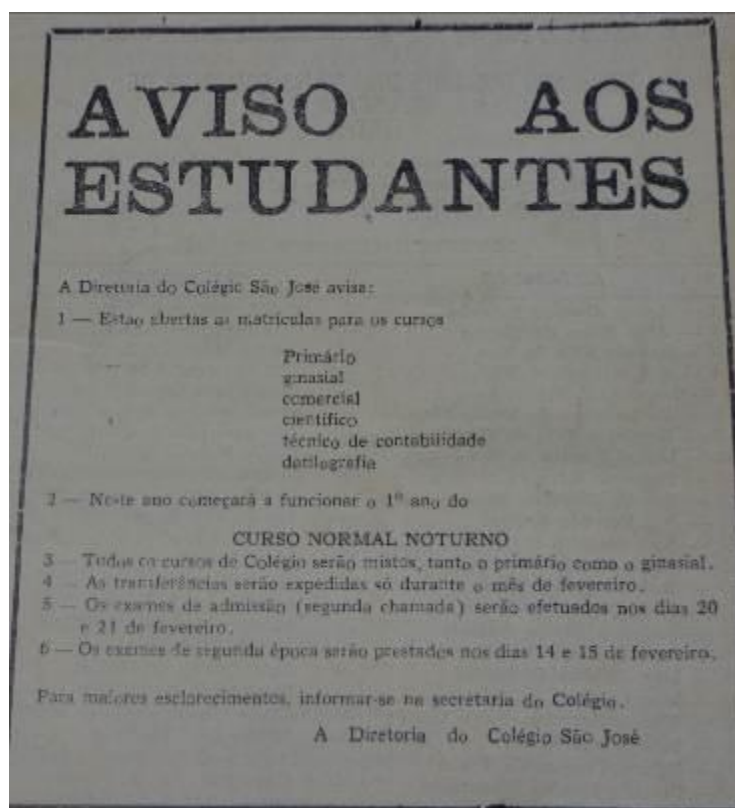 AVISO AOS
ESTUDANTES
A Diretoria do Colégio São José avisa:
1 — Estao abertas as matriculas para os cursos
Primário
ginasial
comercial
científico
técnico de contabilidade
datilografia
2 — Neste ano começará a funcionar o 1º ano do
CURSO NORMAL NOTURNO
3 — Todos os cursos de Colégio serão mistos, tanto o primário como o ginasial.
4 — As transferências serão expedidas só durante o mês de fevereiro.
5 — Os exames de admissão (segunda chamada) serão efetuados nos dias 20
e 21 de fevereiro.
6 — Os exames de segunda época serão prestados nos dias 14 e 15 de fevereiro.
Para maiores esclarecimentos, informar-se na secretaria do Colégio.
A Diretoria do Colégio São José